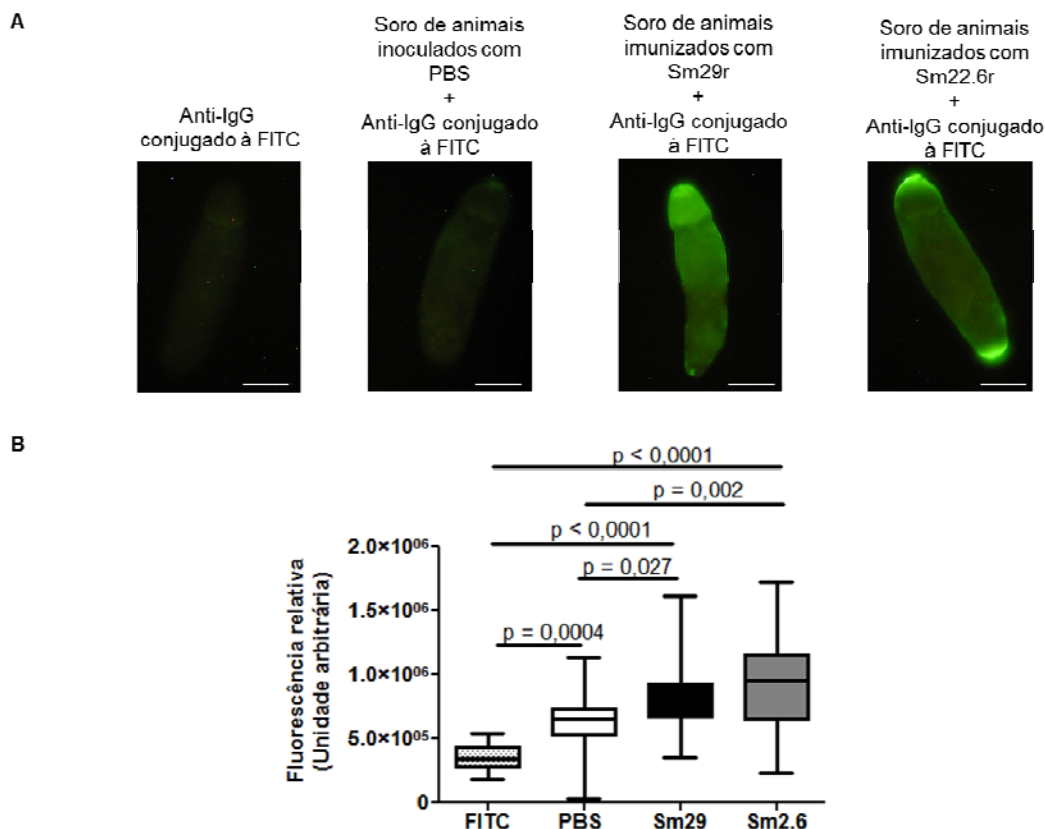 A
Anti-IgG
conjugado à FITC
Soro de animais
inoculados com
PBS
+
Anti-IgG conjugado
à FITC
Soro de animais
imunizados com
Sm29r
+
Anti-IgG conjugado
à FITC
Soro de animais
imunizados com
Sm22.6r
+
Anti-IgG conjugado
à FITC
B
p < 0,0001
p = 0,002
p < 0,0001
p = 0,027
p = 0,0004
Fluorescência relativa
(Unidade arbitrária)
2.0×10⁰⁶
1.5×10⁰⁶
1.0×10⁰⁶
5.0×10⁰⁵
0
FITC PBS Sm29 Sm2.6